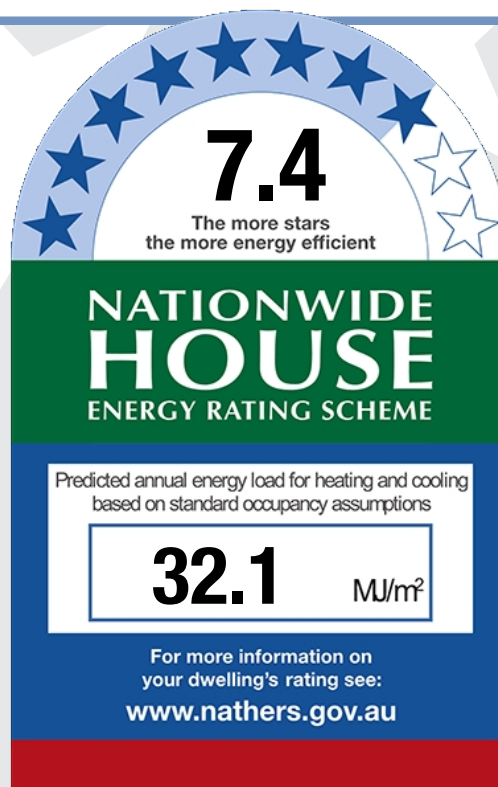 7.4
The more stars
the more energy efficient
NATIONWIDE
HOUSE
ENERGY RATING SCHEME
Predicted annual energy load for heating and cooling
based on standard occupancy assumptions
32.1 MJ/m²
For more information on
your dwelling's rating see:
www.nathers.gov.au